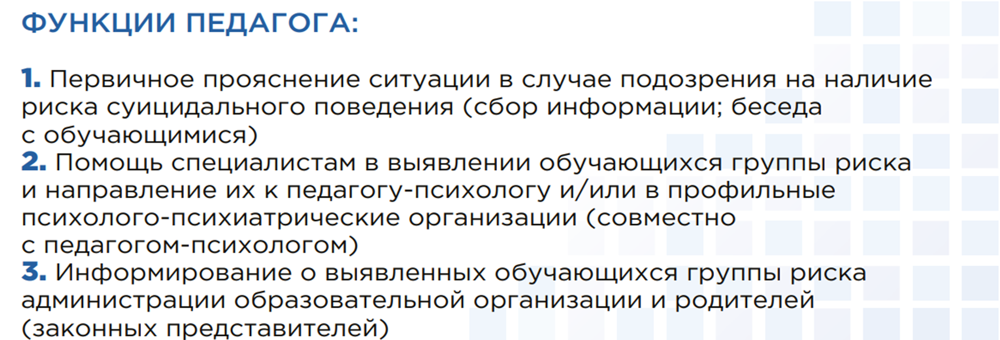 ФУНКЦИИ ПЕДАГОГА:
1. Первичное прояснение ситуации в случае подозрения на наличие
риска суицидального поведения (сбор информации; беседа
с обучающимися)
2. Помощь специалистам в выявлении обучающихся группы риска
и направление их к педагогу-психологу и/или в профильные
психолого-психиатрические организации (совместно
с педагогом-психологом)
3. Информирование о выявленных обучающихся группы риска
администрации образовательной организации и родителей
(законных представителей)